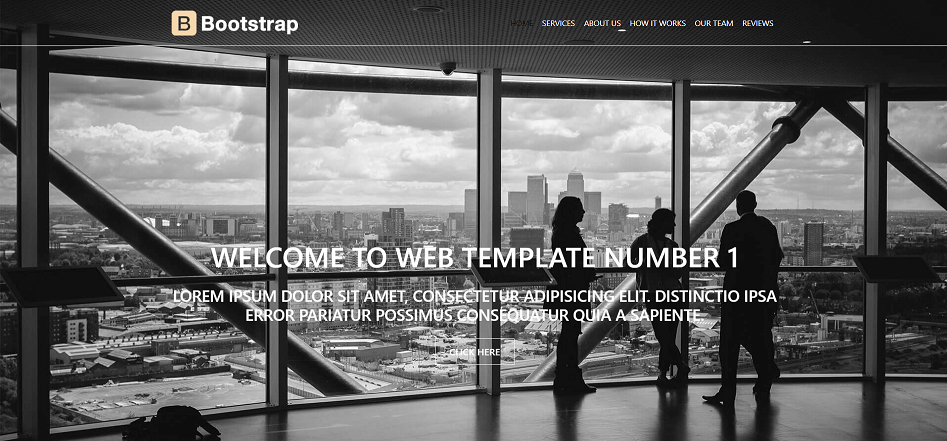 B Bootstrap
HOME SERVICES ABOUT US HOW IT WORKS OUR TEAM REVIEWS
WELCOME TO WEB TEMPLATE NUMBER 1
LOREM IPSUM DOLOR SIT AMET, CONSECTETUR ADIPISICING ELIT. DISTINCTIO IPSA
ERROR PARIATUR POSSIMUS CONSEQUATUR QUIA A SAPIENTE.
CLICK HERE